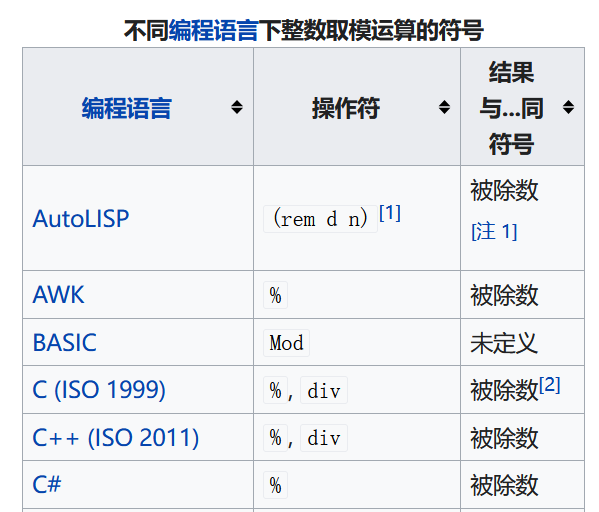 不同编程语言下整数取模运算的符号
编程语言 操作符 结果
与...同
符号
AutoLISP (rem d n)[1] 被除数
[注 1]
AWK % 被除数
BASIC Mod 未定义
C (ISO 1999) %, div 被除数[2]
C++ (ISO 2011) %, div 被除数
C# % 被除数